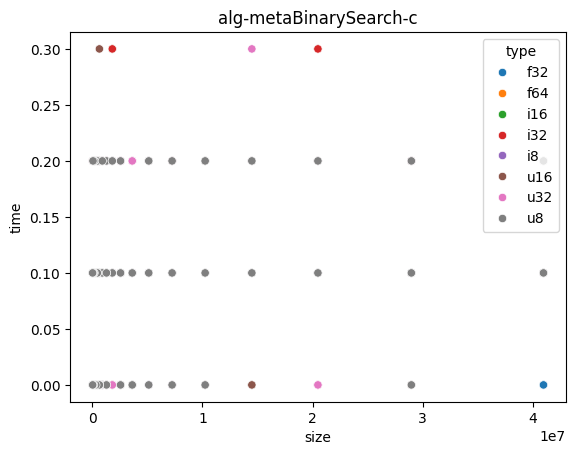 alg-metaBinarySearch-c
type
f32
f64
i16
i32
i8
u16
u32
u8
time
0.30
0.25
0.20
0.15
0.10
0.05
0.00
0
1
2
3
4
1e7
size